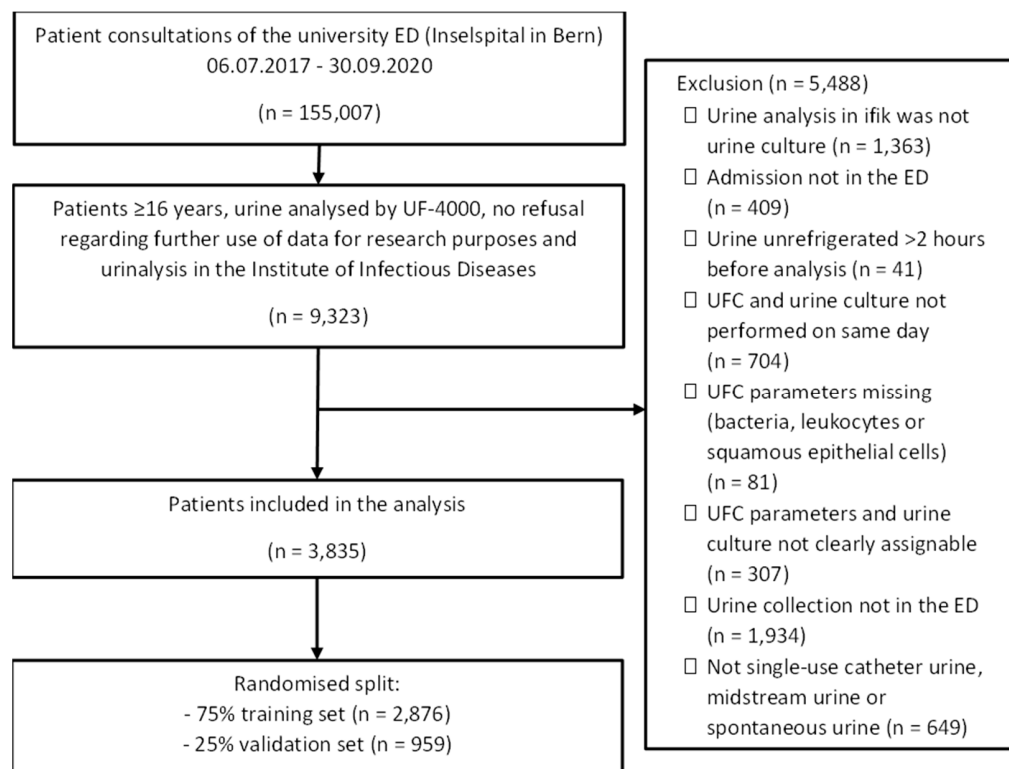 Patient consultations of the university ED (Inselspital in Bern)
06.07.2017 - 30.09.2020
(n = 155,007)
Patients ≥16 years, urine analysed by UF-4000, no refusal
regarding further use of data for research purposes and
urinalysis in the Institute of Infectious Diseases
(n = 9,323)
Exclusion (n = 5,488)
Urine analysis in ifik was not
urine culture (n = 1,363)
Admission not in the ED
(n = 409)
Urine unrefrigerated >2 hours
before analysis (n = 41)
UFC and urine culture not
performed on same day
(n = 704)
UFC parameters missing
(bacteria, leukocytes or
squamous epithelial cells)
(n = 81)
UFC parameters and urine
culture not clearly assignable
(n = 307)
Urine collection not in the ED
(n = 1,934)
Not single-use catheter urine,
midstream urine or
spontaneous urine (n = 649)
Patients included in the analysis
(n = 3,835)
Randomised split:
- 75% training set (n = 2,876)
- 25% validation set (n = 959)